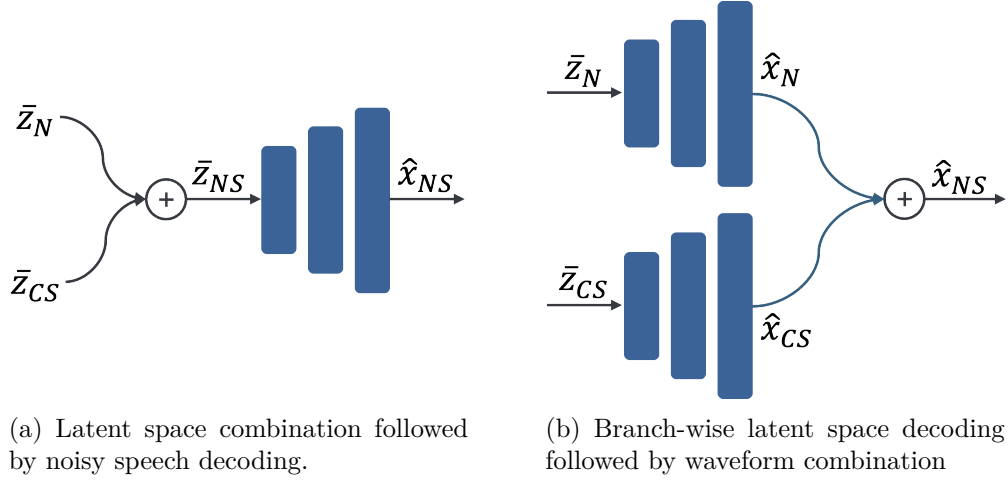 z̄_N
z̄_CS
+
z̄_NS
x̂_NS
(a) Latent space combination followed
by noisy speech decoding.
z̄_N
x̂_N
z̄_CS
x̂_CS
+
x̂_NS
(b) Branch-wise latent space decoding
followed by waveform combination